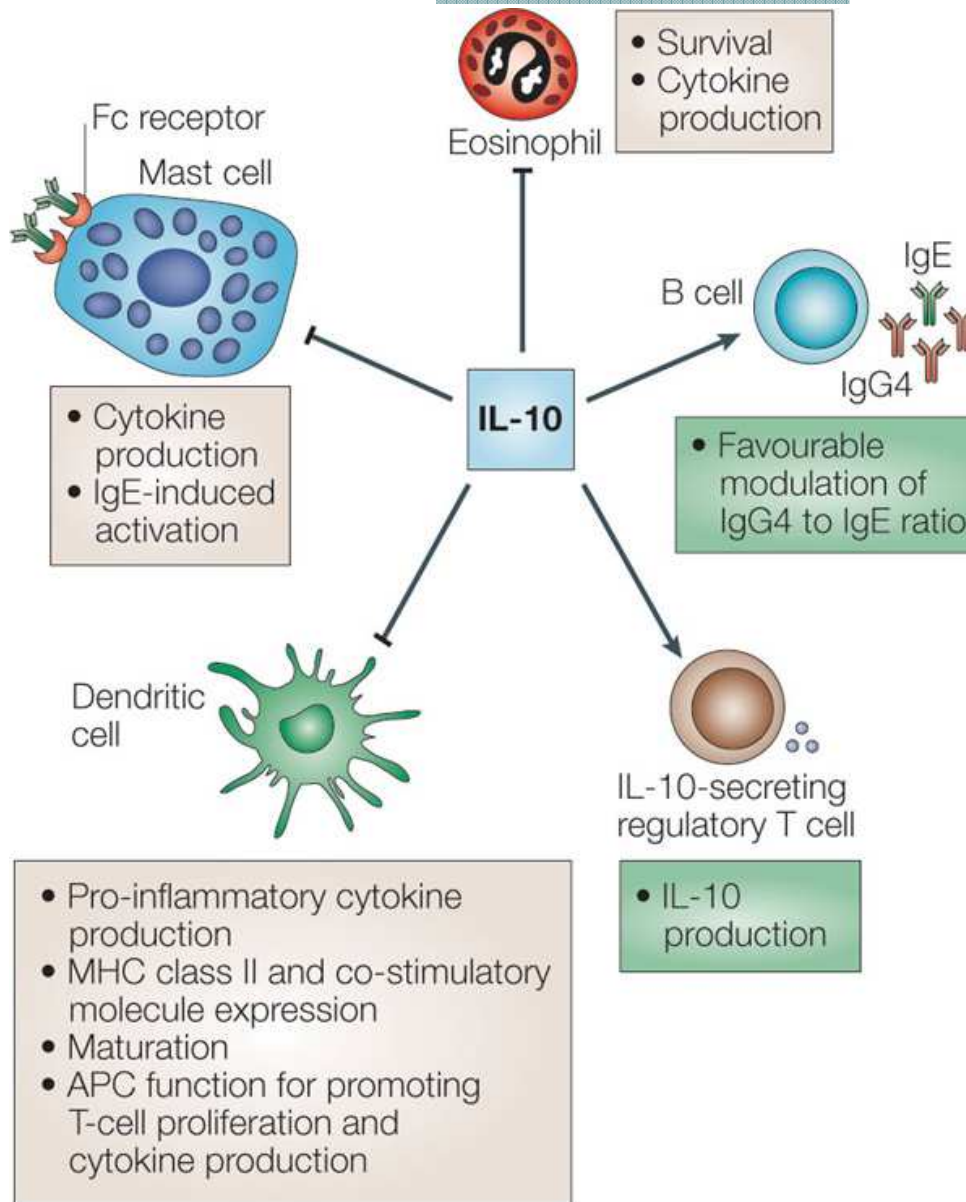 • Survival
• Cytokine
production
Eosinophil
Fc receptor
Mast cell
• Cytokine
production
• IgE-induced
activation
IL-10
B cell
IgE
IgG4
• Favourable
modulation of
IgG4 to IgE ratio
Dendritic
cell
• Pro-inflammatory cytokine
production
• MHC class II and co-stimulatory
molecule expression
• Maturation
• APC function for promoting
T-cell proliferation and
cytokine production
IL-10-secreting
regulatory T cell
• IL-10
production